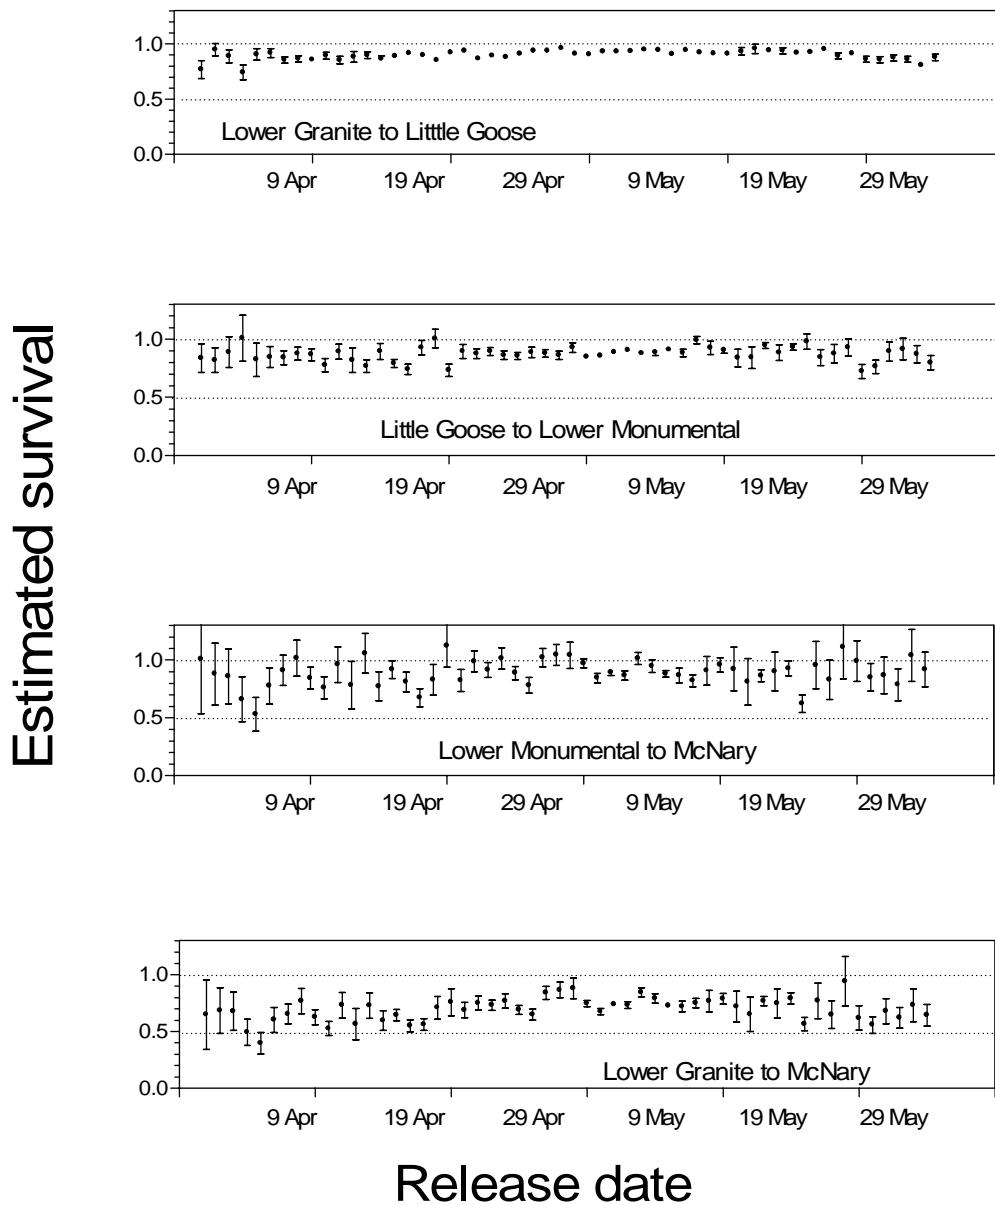 Estimated survival
1.0
0.5
0.0
Lower Granite to Litttle Goose
9 Apr 19 Apr 29 Apr 9 May 19 May 29 May
1.0
0.5
0.0
Little Goose to Lower Monumental
9 Apr 19 Apr 29 Apr 9 May 19 May 29 May
1.0
0.5
0.0
Lower Monumental to McNary
9 Apr 19 Apr 29 Apr 9 May 19 May 29 May
1.0
0.5
0.0
Lower Granite to McNary
9 Apr 19 Apr 29 Apr 9 May 19 May 29 May
Release date